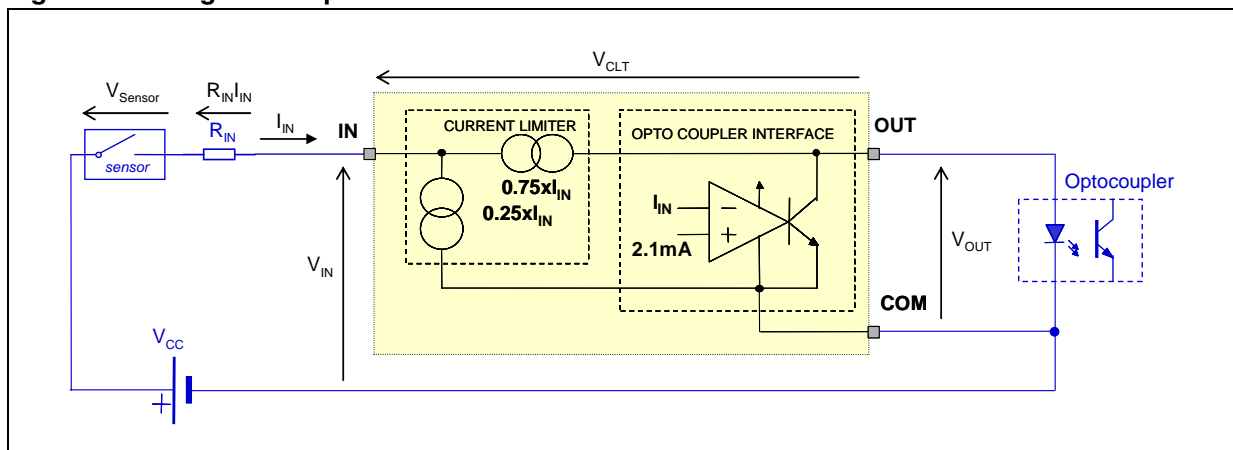 V_CLT
V_Sensor
R_IN I_IN
R_IN
I_IN
IN
CURRENT LIMITER
OPTO COUPLER INTERFACE
OUT
sensor
0.75xI_IN
0.25xI_IN
I_IN
−
2.1mA
+
Optocoupler
V_IN
V_OUT
COM
V_CC
+